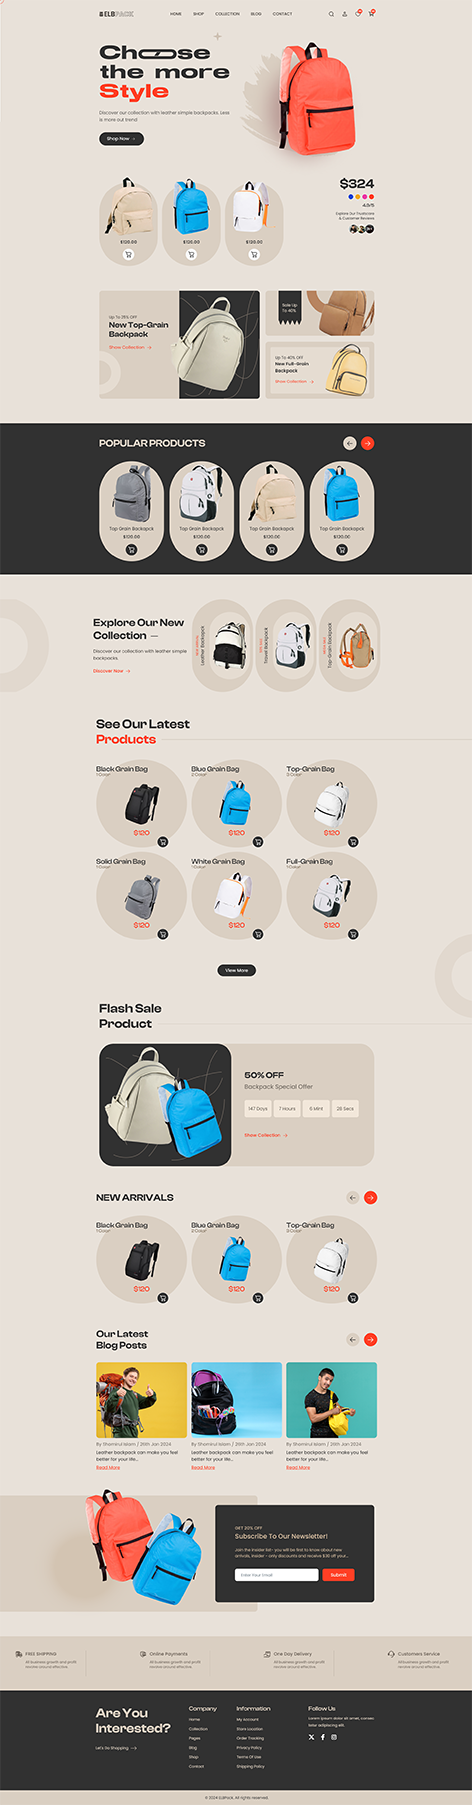 ELBPACK
HOME SHOP COLLECTION BLOG CONTACT
Choose
the more
Style
Discover our collection with leather simple backpacks. Less
is more out trend
Shop Now →
$120.00 $120.00 $120.00
$324
4.9/5
Explore Our Trustscore
& Customer Reviews
Up To 25% OFF
New Top-Grain
Backpack
Show Collection →
Sale Up
To 40%
Up To 40% OFF
New Full-Grain
Backpack
Show Collection →
POPULAR PRODUCTS
Top Grain Backpack Top Grain Backpack Top Grain Backpack Top Grain Backpack
$120.00 $120.00 $120.00 $120.00
Explore Our New
Collection —
Discover our collection with leather simple
backpacks.
Discover Now →
Leather Backpack
Travel Backpack
Top-Grain Backpack
See Our Latest
Products
Black Grain Bag Blue Grain Bag Top-Grain Bag
1 Color 2 Color 3 Color
$120 $120 $120
Solid Grain Bag White Grain Bag Full-Grain Bag
$120 $120 $120
View More
Flash Sale
Product
50% OFF
Backpack Special Offer
147 Days 7 Hours 6 Mint 26 Secs
Show Collection →
NEW ARRIVALS
Black Grain Bag Blue Grain Bag Top-Grain Bag
1 Color 2 Color 3 Color
$120 $120 $120
Our Latest
Blog Posts
By Shomirul Islam / 26th Jan 2024 By Shomirul Islam / 26th Jan 2024 By Shomirul Islam / 26th Jan 2024
Leather backpack can make you feel Leather backpack can make you feel Leather backpack can make you feel
better for your life... better for your life... better for your life...
Read More Read More Read More
GET 20% OFF
Subscribe To Our Newsletter!
Join the insider list - you will be first to know about new
arrivals, insider - only discounts and receive $30 off your...
Enter Your Email Submit
FREE SHIPPING Online Payments One Day Delivery Customers Service
All business growth and profit All business growth and profit All business growth and profit All business growth and profit
revene around effective. revene around effective. revene around effective. revene around effective.
Are You
Interested?
Let's Go Shopping →
Company
Home
Collection
Pages
Blog
Shop
Contact
Information
My Account
Store Location
Order Tracking
Privacy Policy
Terms Of Use
Shipping Policy
Follow Us
Lorem ipsum dolor sit amet, consec
tetur adipiscing elit.
© 2024 ElbPack. All rights reserved.